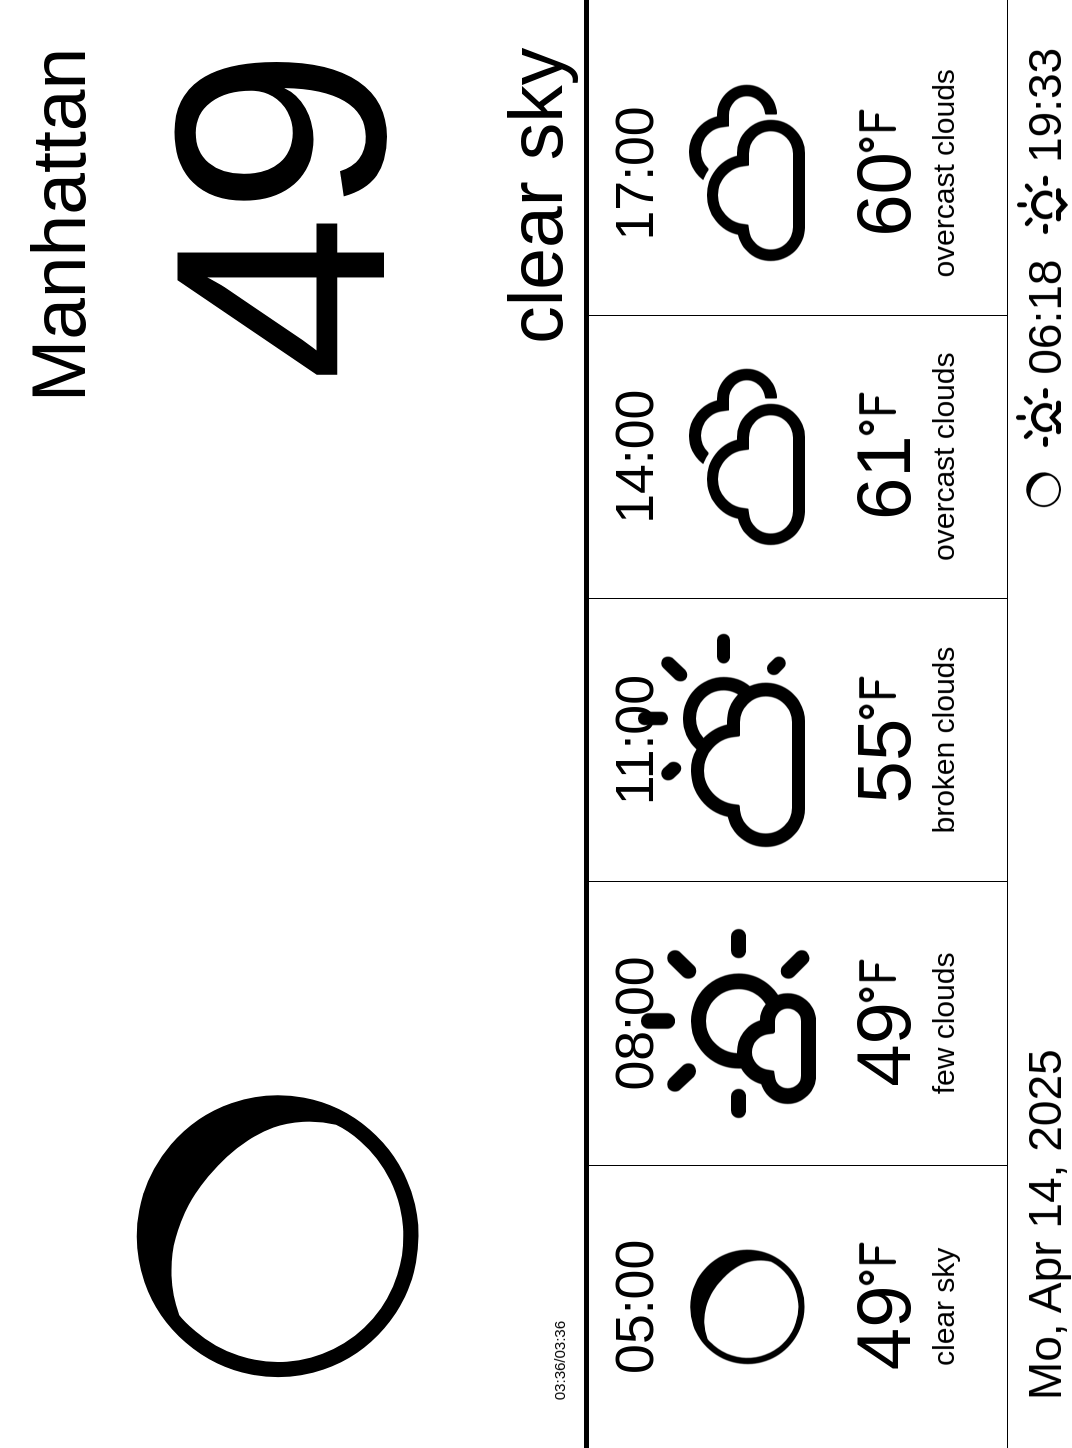 Manhattan
49
clear sky
03:36/03:36
05:00
49°F
clear sky
08:00
49°F
few clouds
11:00
55°F
broken clouds
14:00
61°F
overcast clouds
17:00
60°F
overcast clouds
Mo, Apr 14, 2025
06:18
19:33